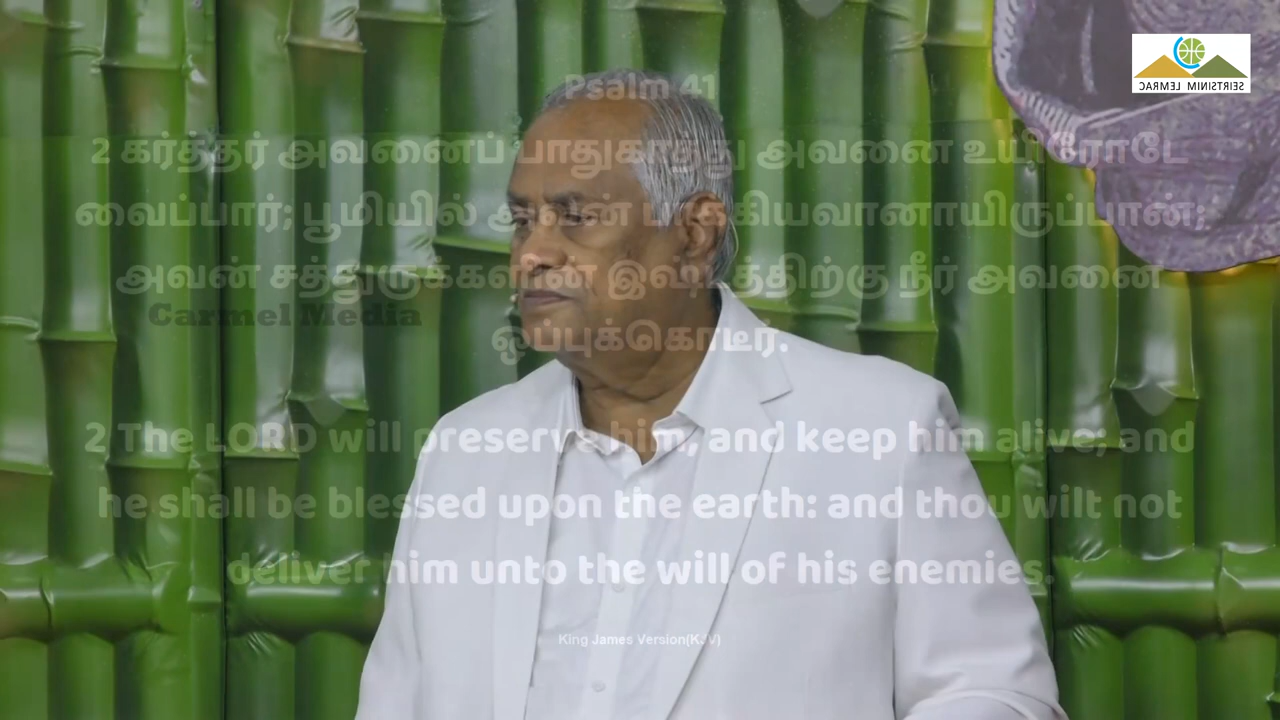 Psalm 41
2 கர்த்தர் அவனைப் பாதுகாத்து அவனை உயிரோடே
வைப்பார்; பூமியில் அவன் பாக்கியவானாயிருப்பான்;
அவன் சத்துருக்களின் இஷ்டத்திற்கு நீர் அவனை
ஒப்புக்கொடீர்.
Carmel Media
2 The LORD will preserve him, and keep him alive; and
he shall be blessed upon the earth: and thou wilt not
deliver him unto the will of his enemies.
King James Version(KJV)
CARMEL MINISTRIES